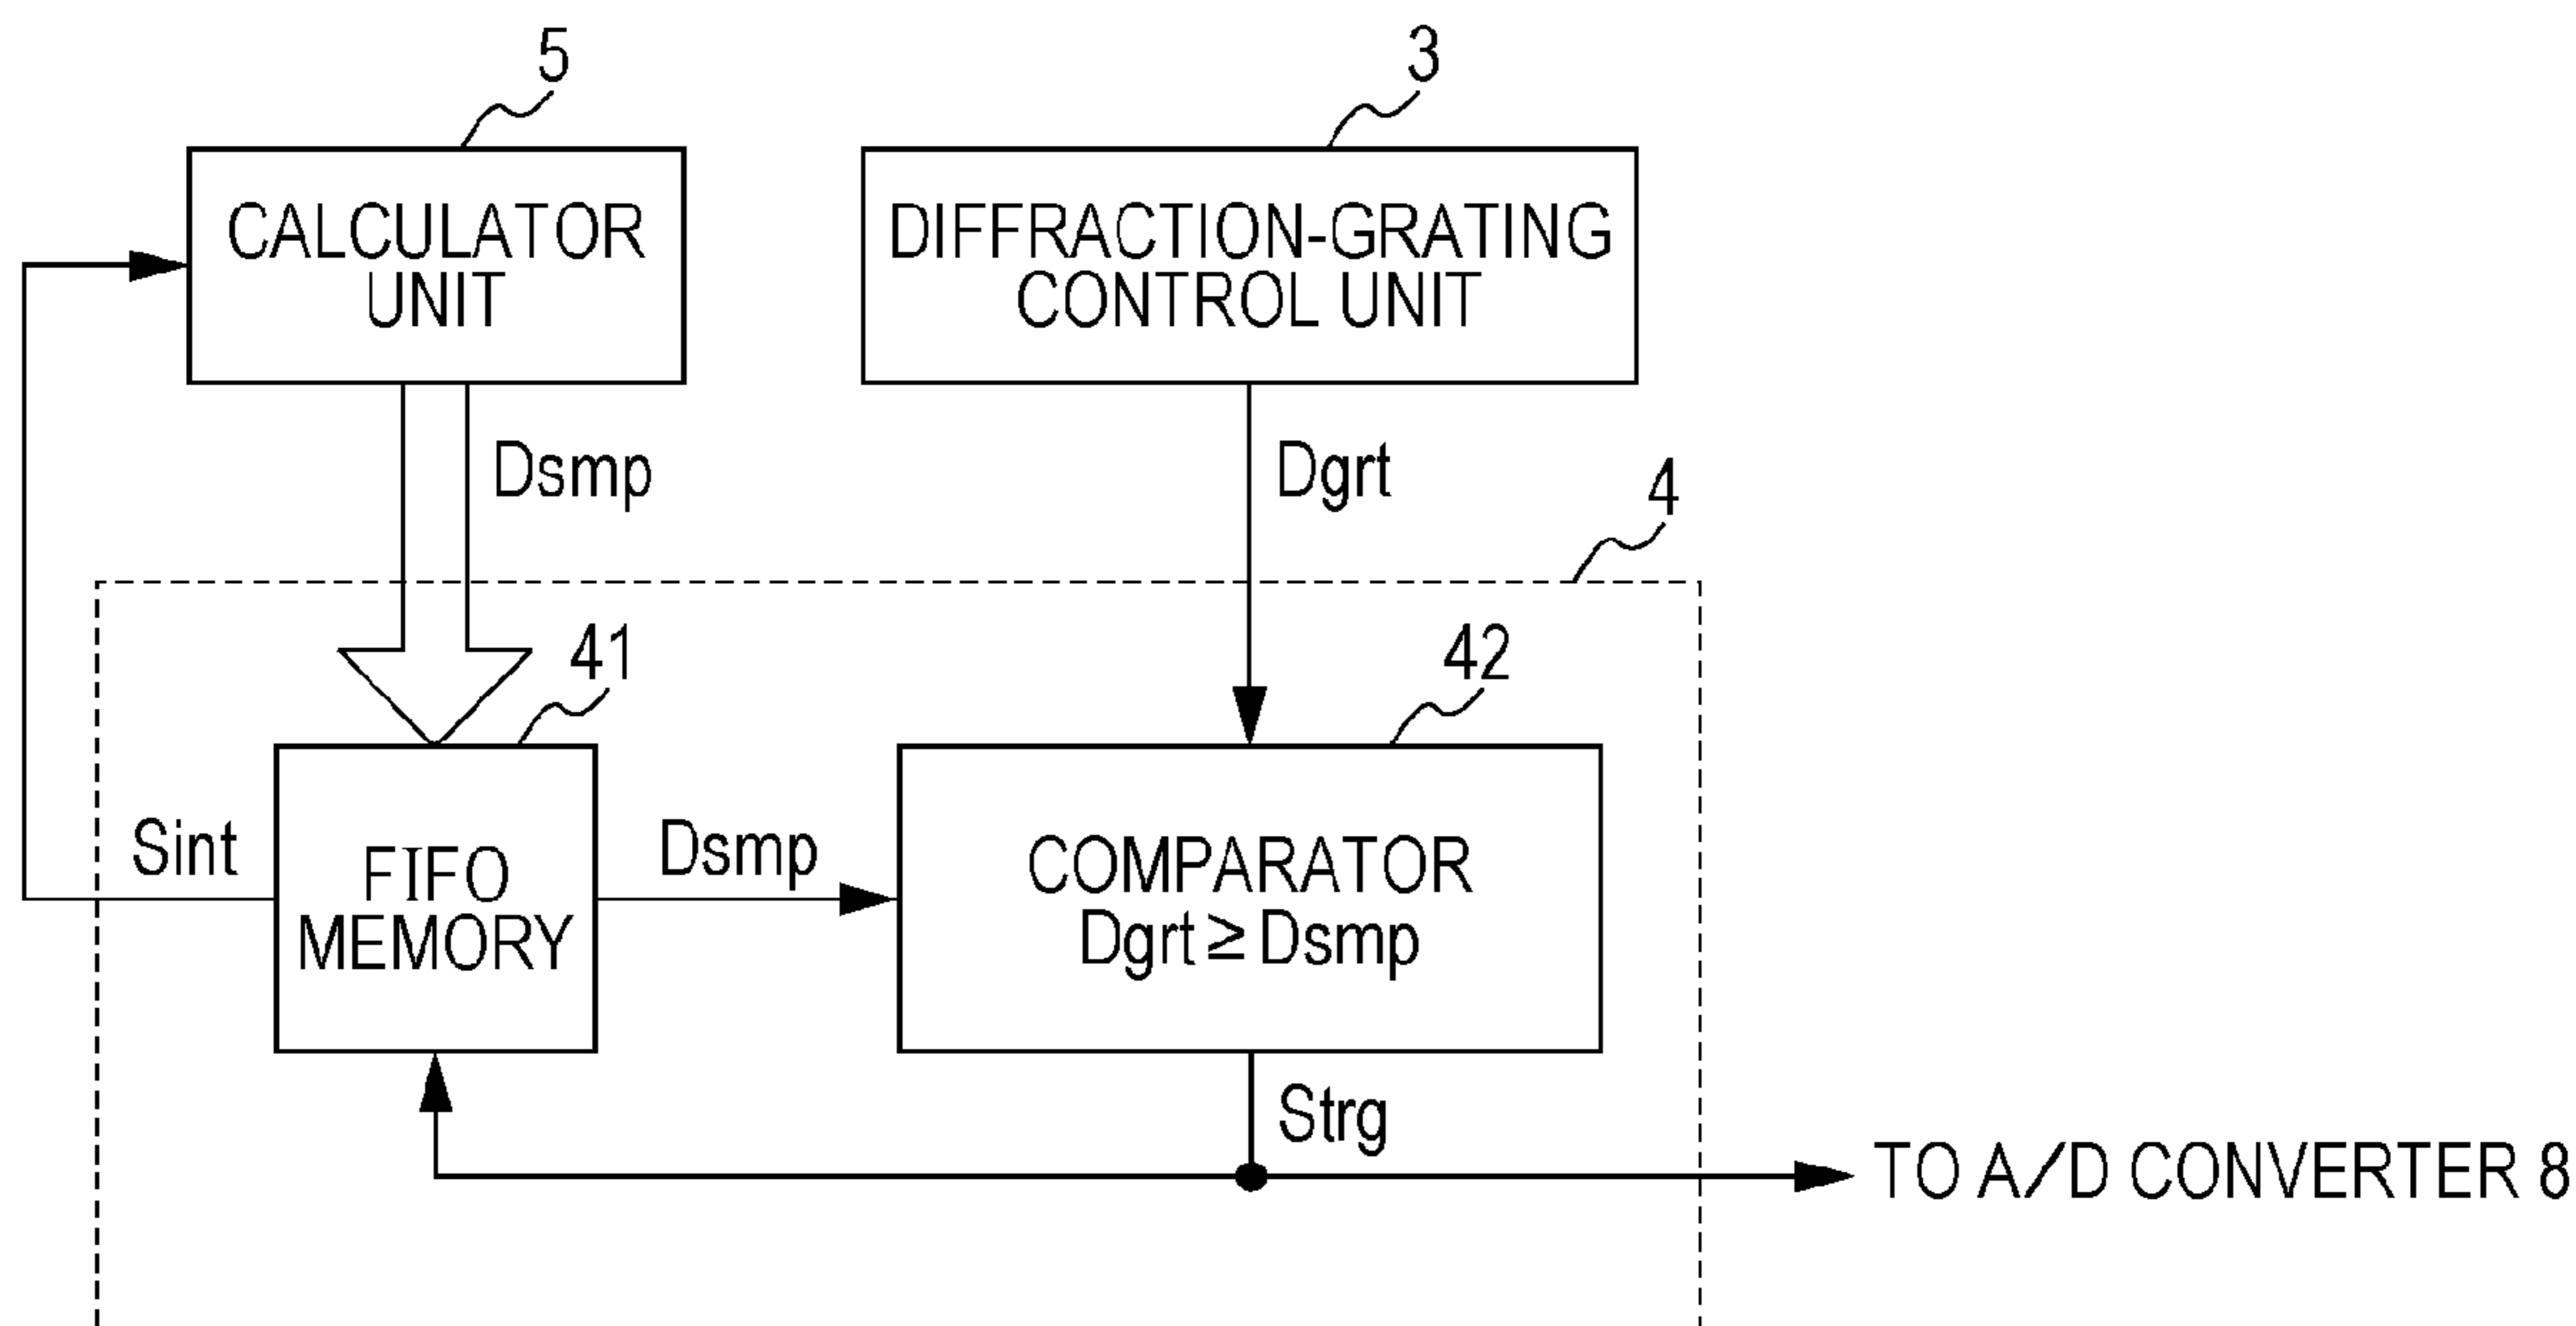 5
3
CALCULATOR
UNIT
DIFFRACTION-GRATING
CONTROL UNIT
Dsmp
Dgrt
4
41
42
Sint
FIFO
MEMORY
Dsmp
COMPARATOR
Dgrt ≥ Dsmp
Strg
TO A/D CONVERTER 8